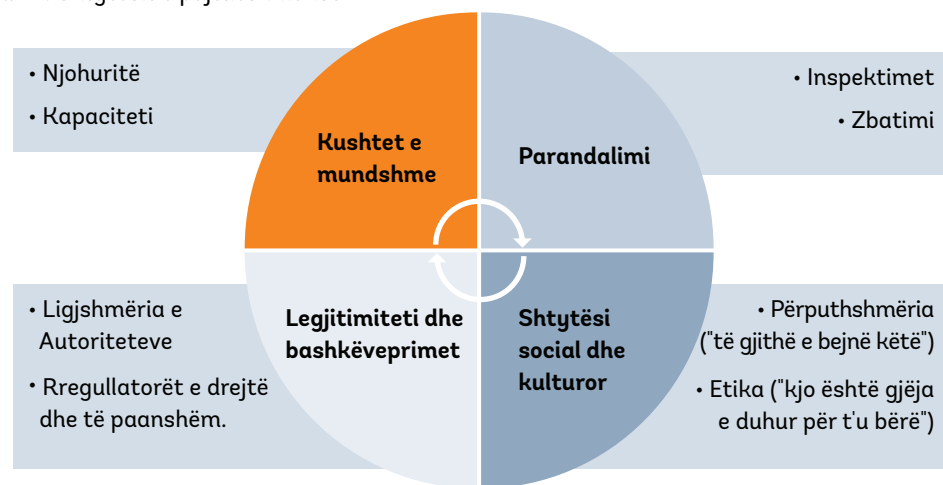 • Njohuritë
• Kapaciteti
Kushtet e
mundshme
Parandalimi
• Inspektimet
• Zbatimi
• Ligjshmëria e
Autoriteteve
• Rregullatorët e drejtë
dhe të paanshëm.
Legjitimiteti dhe
bashkëveprimet
Shtytësi
social dhe
kulturor
• Përputhshmëria
("të gjithë e bejnë këtë")
• Etika ("kjo është gjëja
e duhur për t'u bërë")